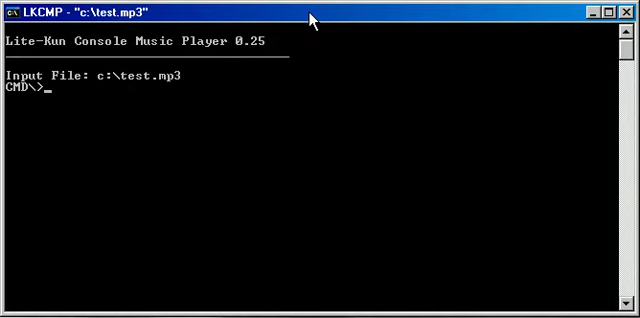 LKCMP - "c:\test.mp3"
Lite-Kun Console Music Player 0.25
Input File: c:\test.mp3
CMD\>_